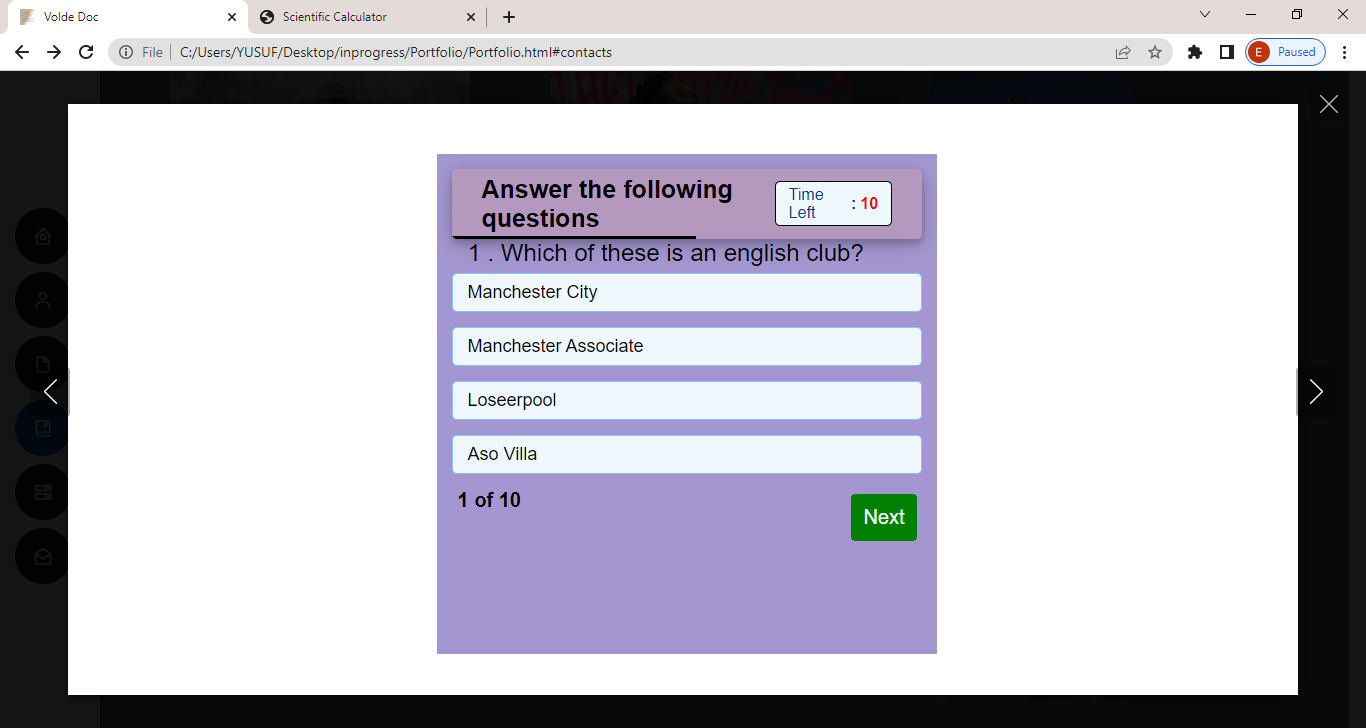 Volde Doc
Scientific Calculator
File
C:/Users/YUSUF/Desktop/inprogress/Portfolio/Portfolio.html#contacts
E
Paused
Answer the following
questions
Time
Left
: 10
1 . Which of these is an english club?
Manchester City
Manchester Associate
Loseerpool
Aso Villa
1 of 10
Next